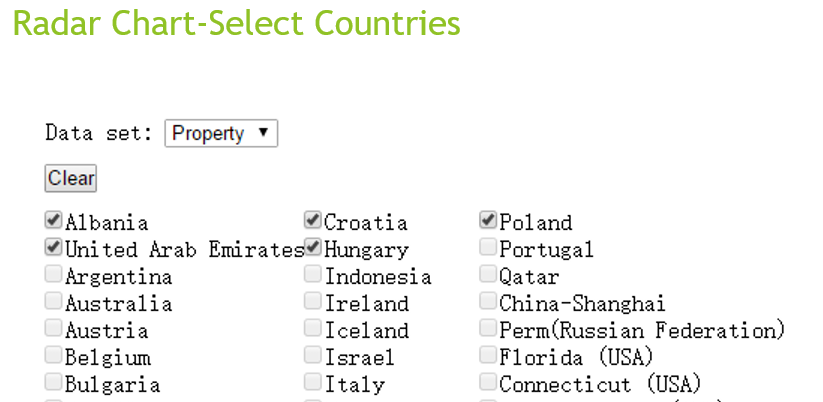 Radar Chart-Select Countries
Data set: Property
Clear
Albania Croatia Poland
United Arab Emirates Hungary Portugal
Argentina Indonesia Qatar
Australia Ireland China-Shanghai
Austria Iceland Perm(Russian Federation)
Belgium Israel Florida (USA)
Bulgaria Italy Connecticut (USA)